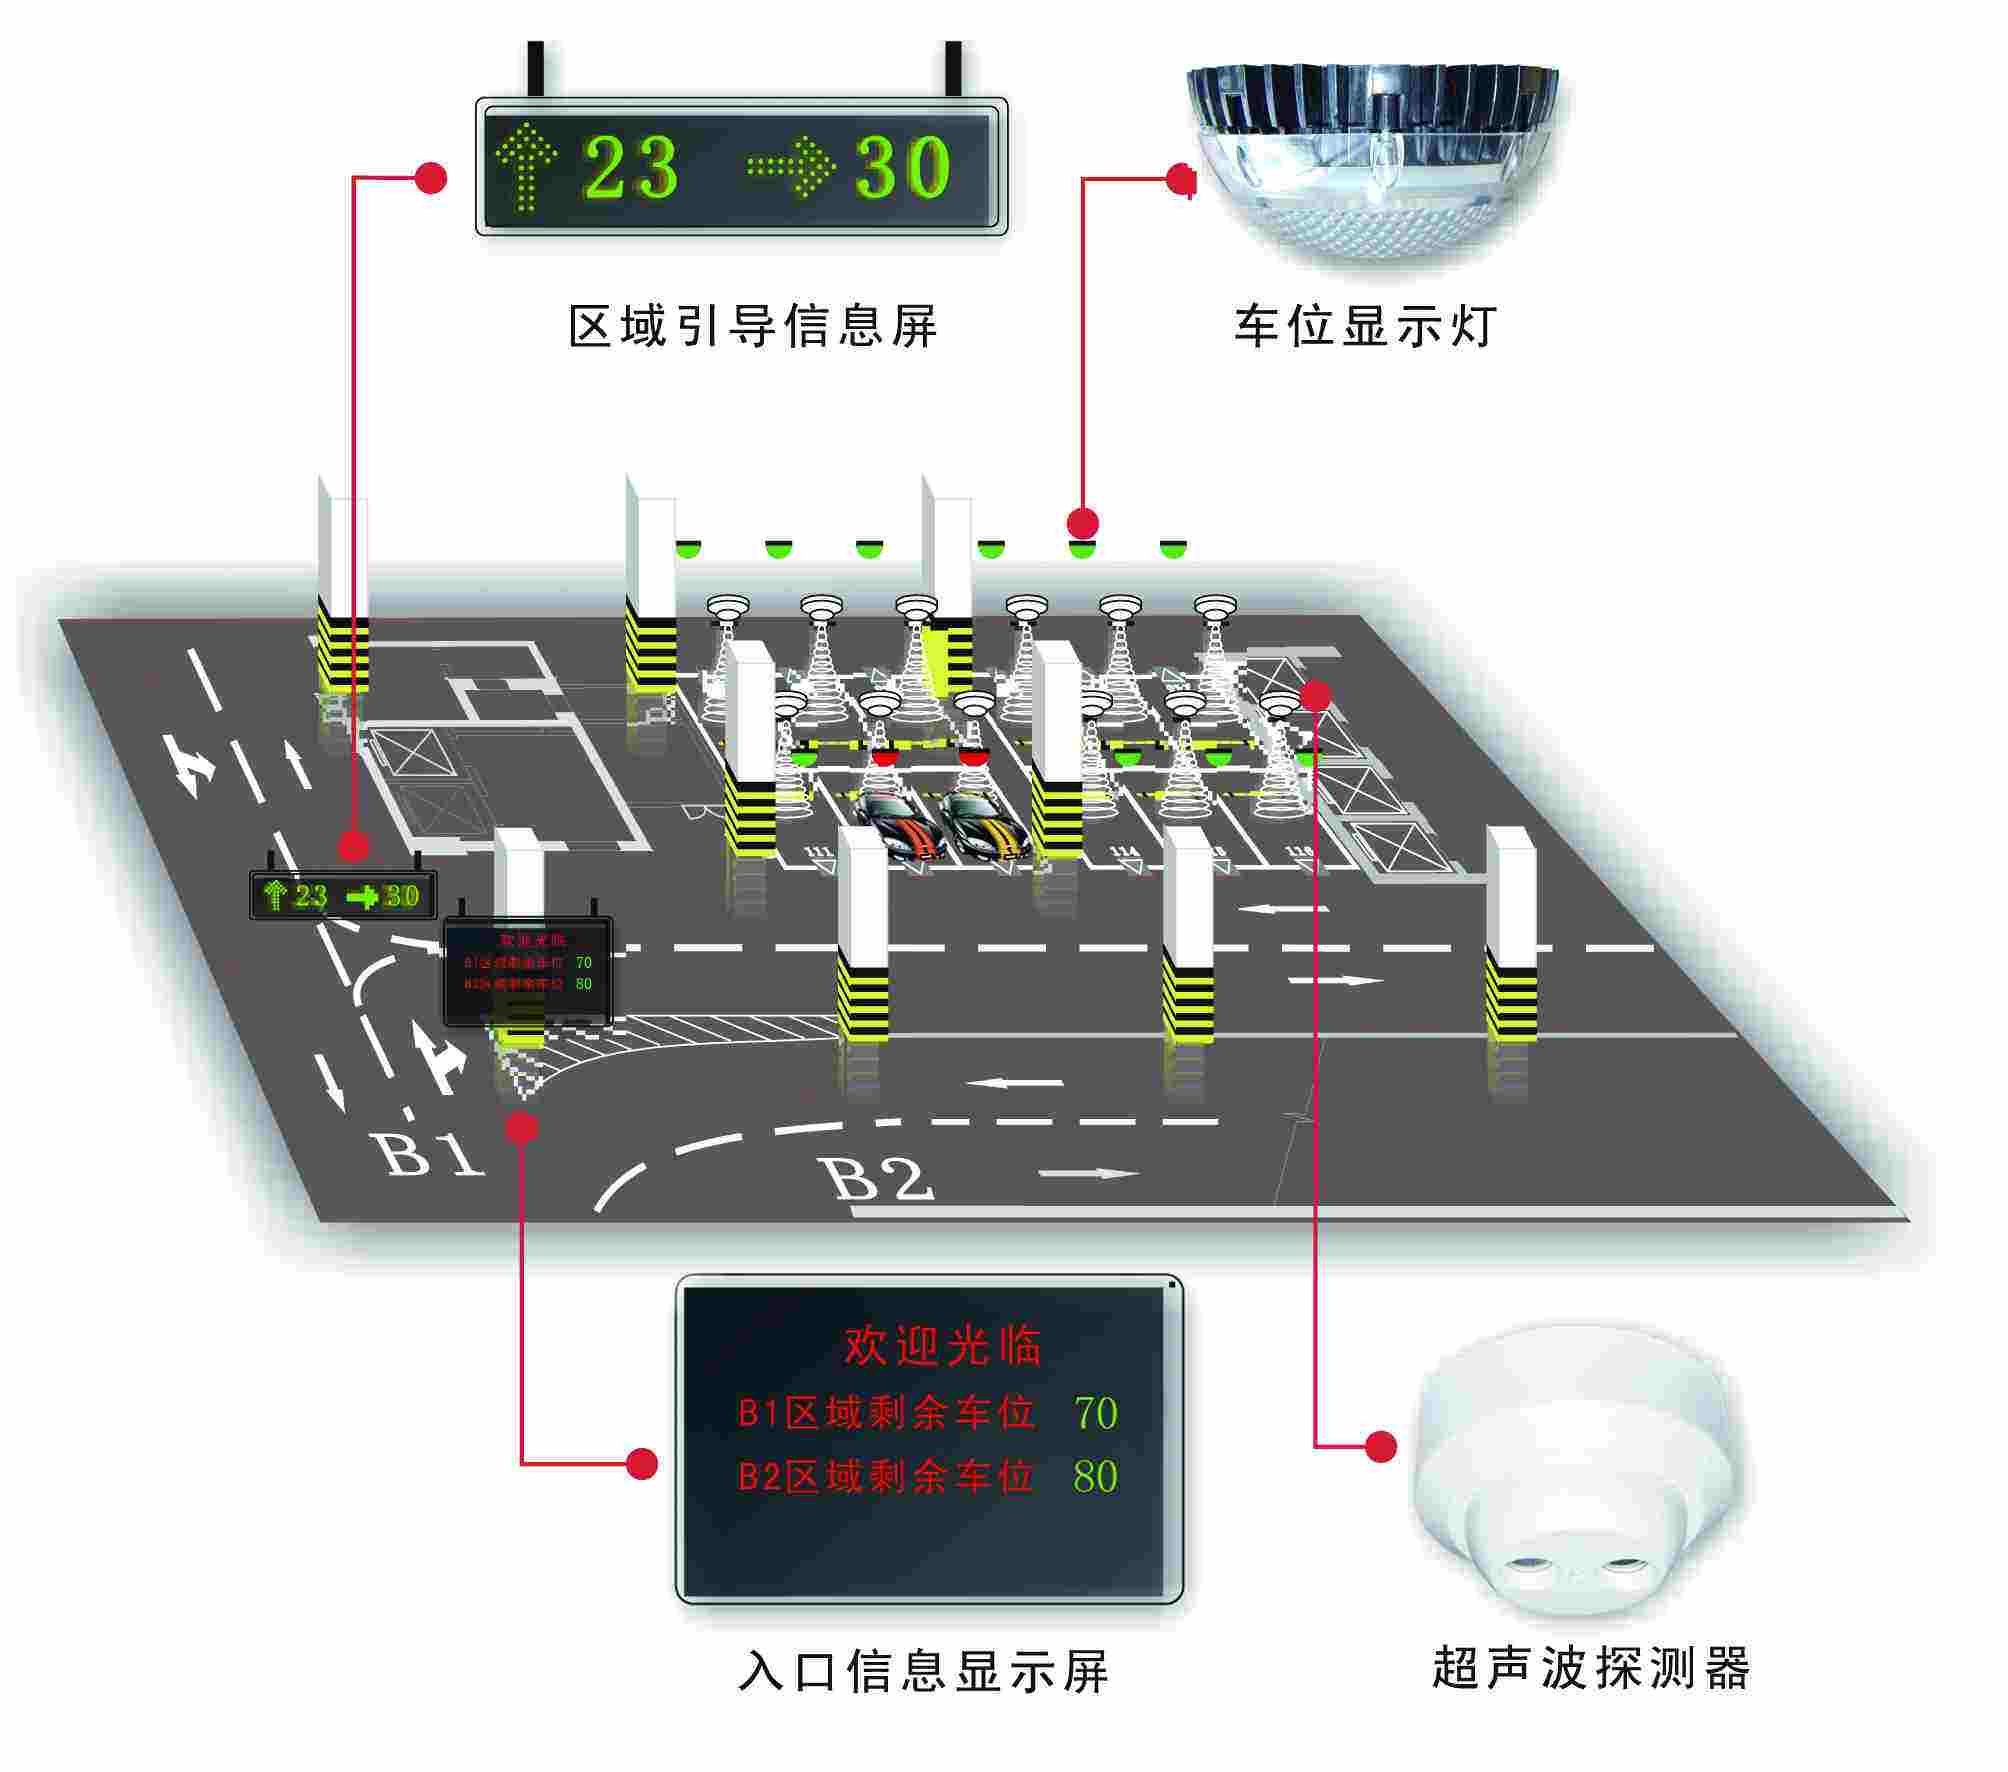 23 30
区域引导信息屏
车位显示灯
111
114
116
23 30
欢迎光临
B1区域剩余车位 70
B2区域剩余车位 80
B1
B2
欢迎光临
B1区域剩余车位 70
B2区域剩余车位 80
入口信息显示屏
超声波探测器